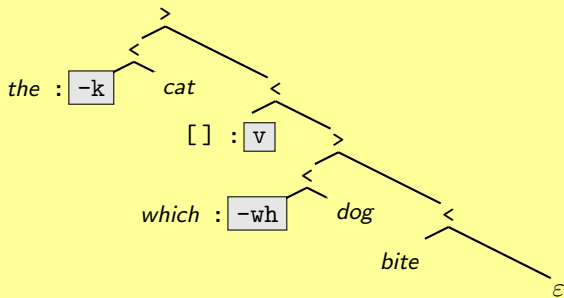 >
<
<
the : -k cat
[] : v
>
<
which : -wh dog
<
bite
ε